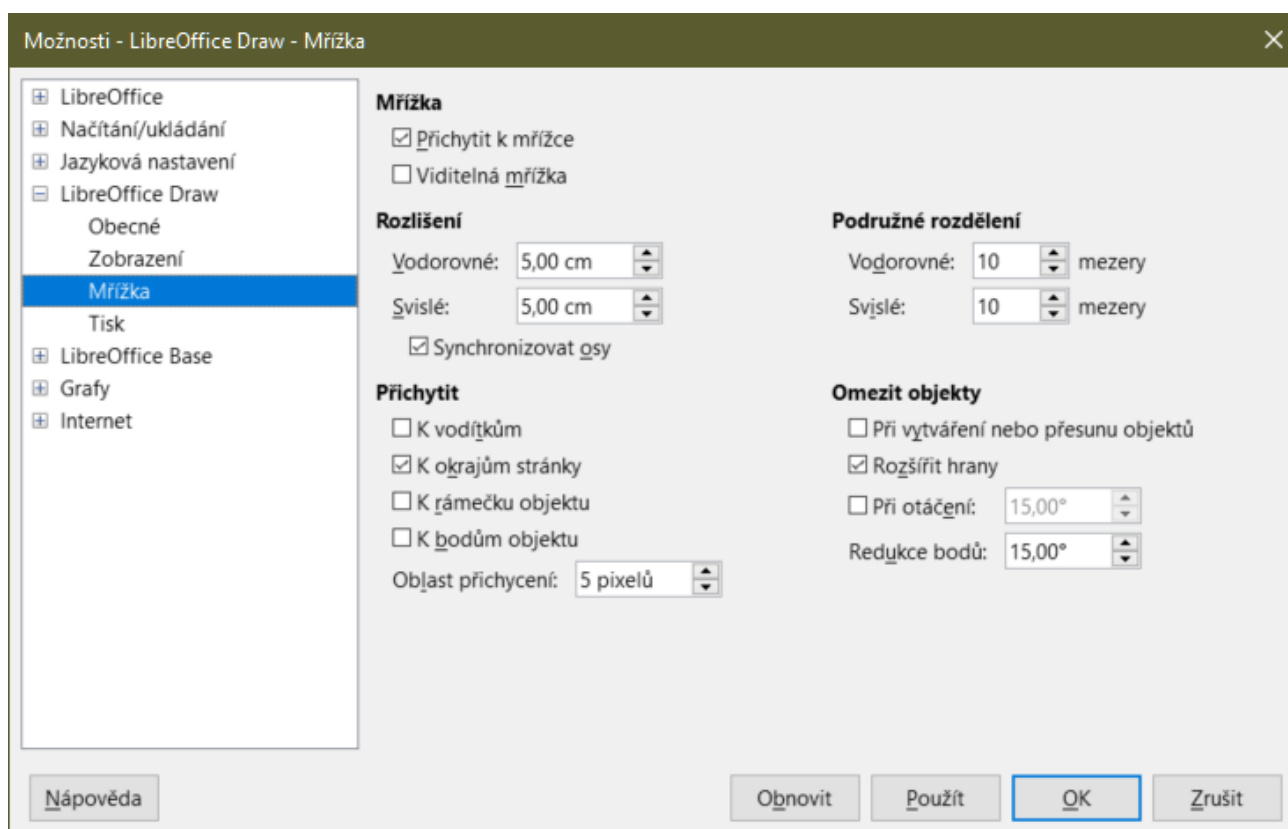 Možnosti - LibreOffice Draw - Mřížka
LibreOffice
Načítání/ukládání
Jazyková nastavení
LibreOffice Draw
Obecné
Zobrazení
Mřížka
Tisk
LibreOffice Base
Grafy
Internet
Mřížka
Přichytit k mřížce
Viditelná mřížka
Rozlišení
Vodorovné: 5,00 cm
Svislé: 5,00 cm
Synchronizovat osy
Podružné rozdělení
Vodorovné: 10 mezery
Svislé: 10 mezery
Přichytit
K vodítkům
K okrajům stránky
K rámečku objektu
K bodům objektu
Oblast přichycení: 5 pixelů
Omezit objekty
Při vytváření nebo přesunu objektů
Rozšířit hrany
Při otáčení: 15,00°
Redukce bodů: 15,00°
Nápověda
Obnovit
Použít
OK
Zrušit